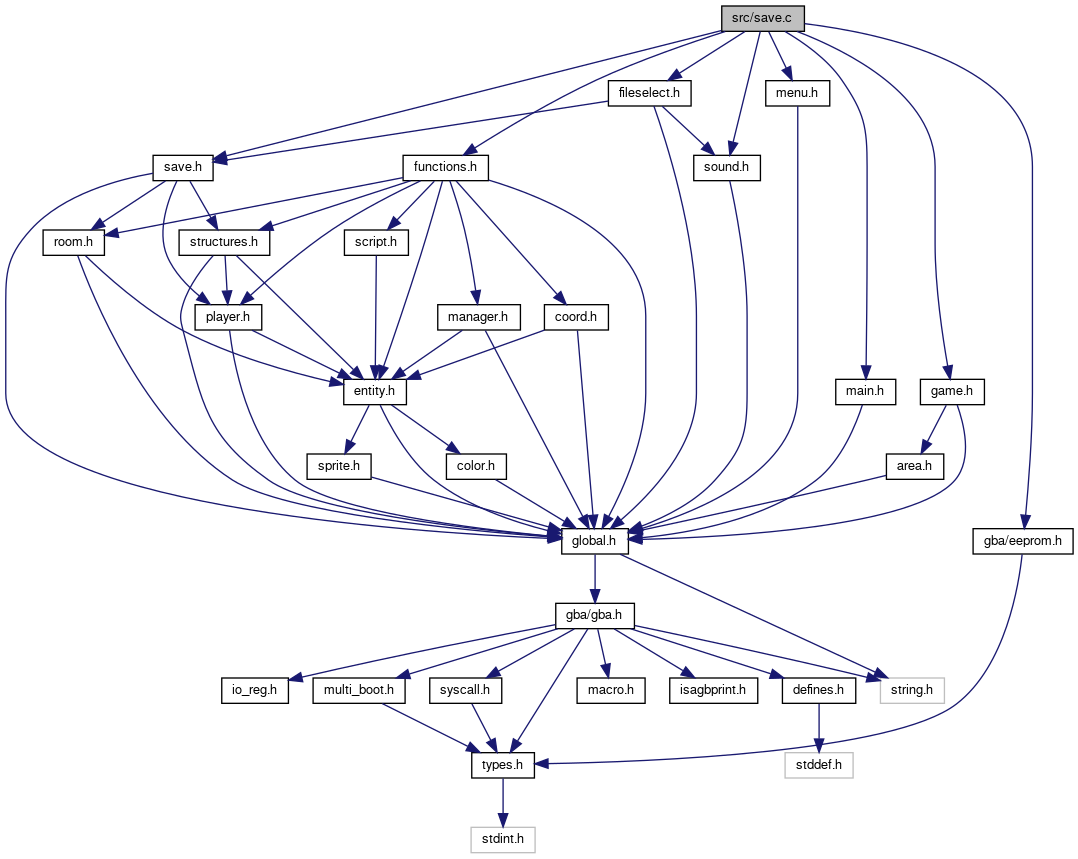 src/save.c
fileselect.h
menu.h
save.h
functions.h
sound.h
room.h
structures.h
script.h
player.h
manager.h
coord.h
entity.h
main.h
game.h
sprite.h
color.h
area.h
global.h
gba/eeprom.h
gba/gba.h
io_reg.h
multi_boot.h
syscall.h
macro.h
isagbprint.h
defines.h
string.h
types.h
stddef.h
stdint.h